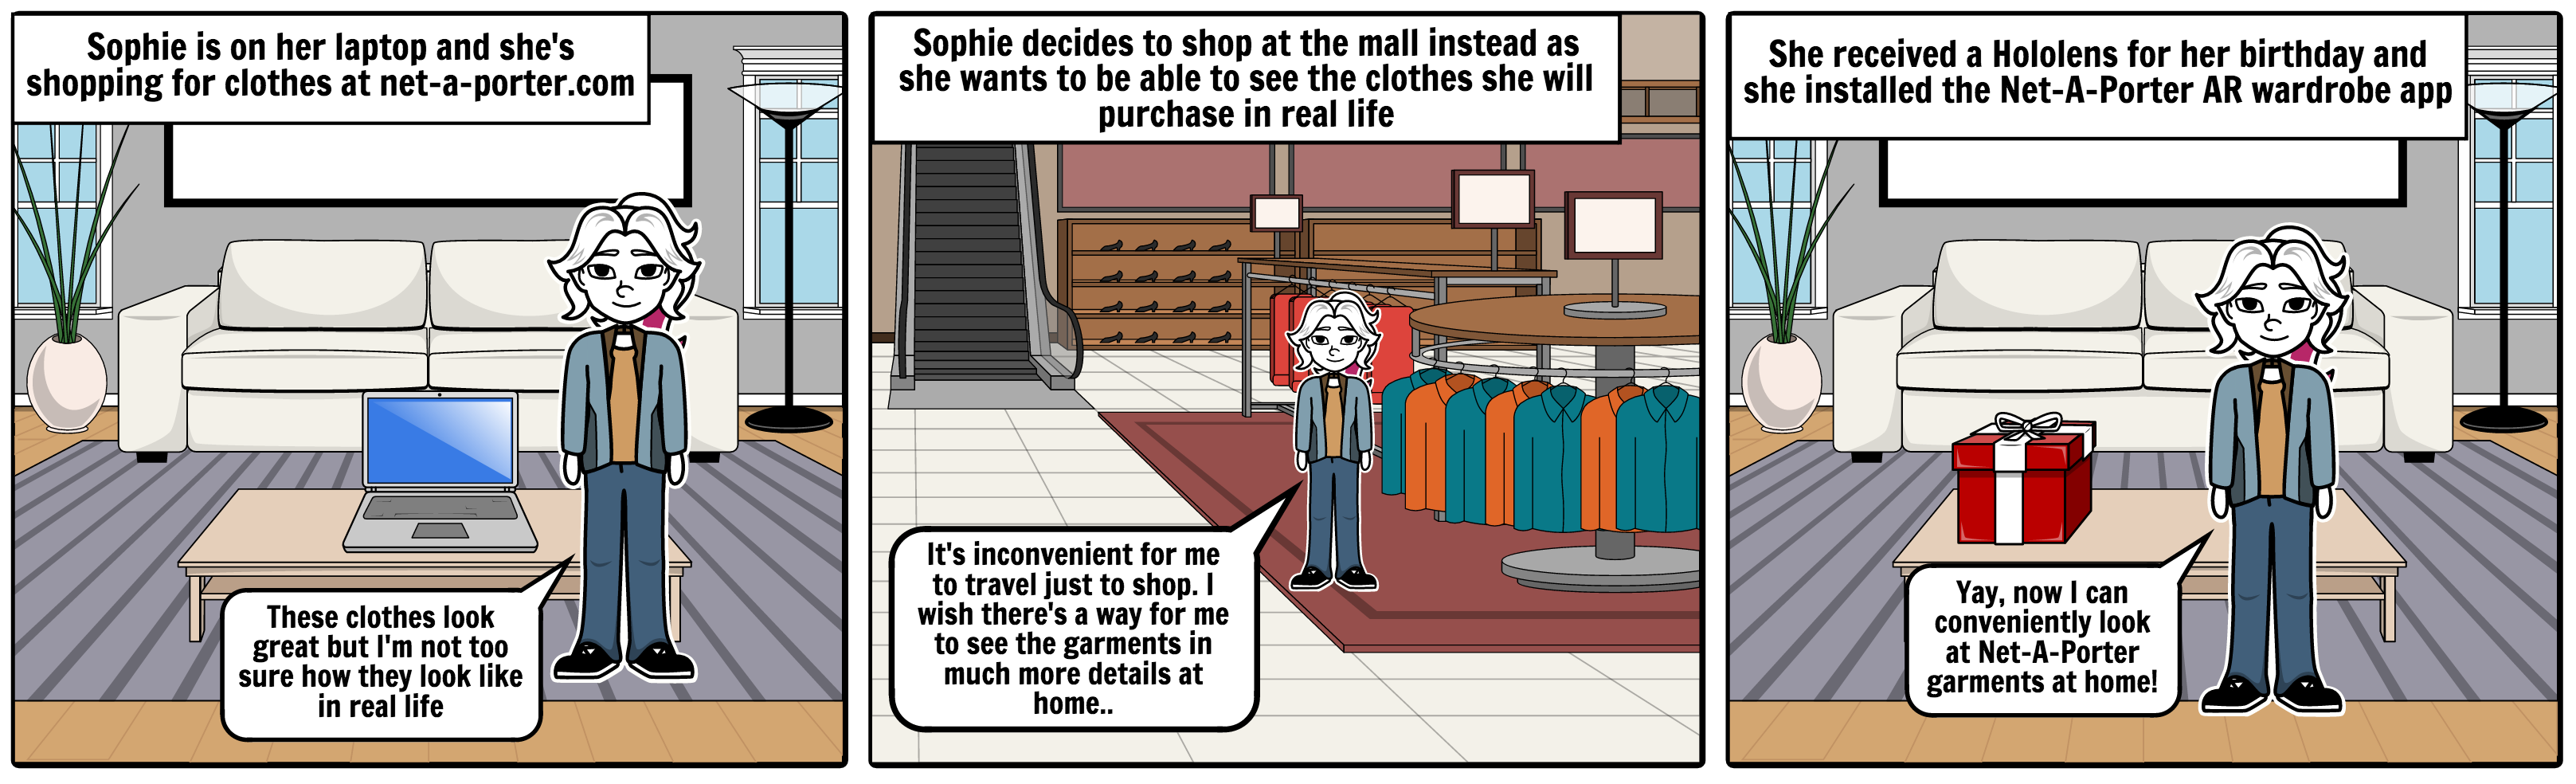 Sophie is on her laptop and she's
shopping for clothes at net-a-porter.com
These clothes look
great but I'm not too
sure how they look like
in real life
Sophie decides to shop at the mall instead as
she wants to be able to see the clothes she will
purchase in real life
It's inconvenient for me
to travel just to shop. I
wish there's a way for me
to see the garments in
much more details at
home..
She received a Hololens for her birthday and
she installed the Net-A-Porter AR wardrobe app
Yay, now I can
conveniently look
at Net-A-Porter
garments at home!